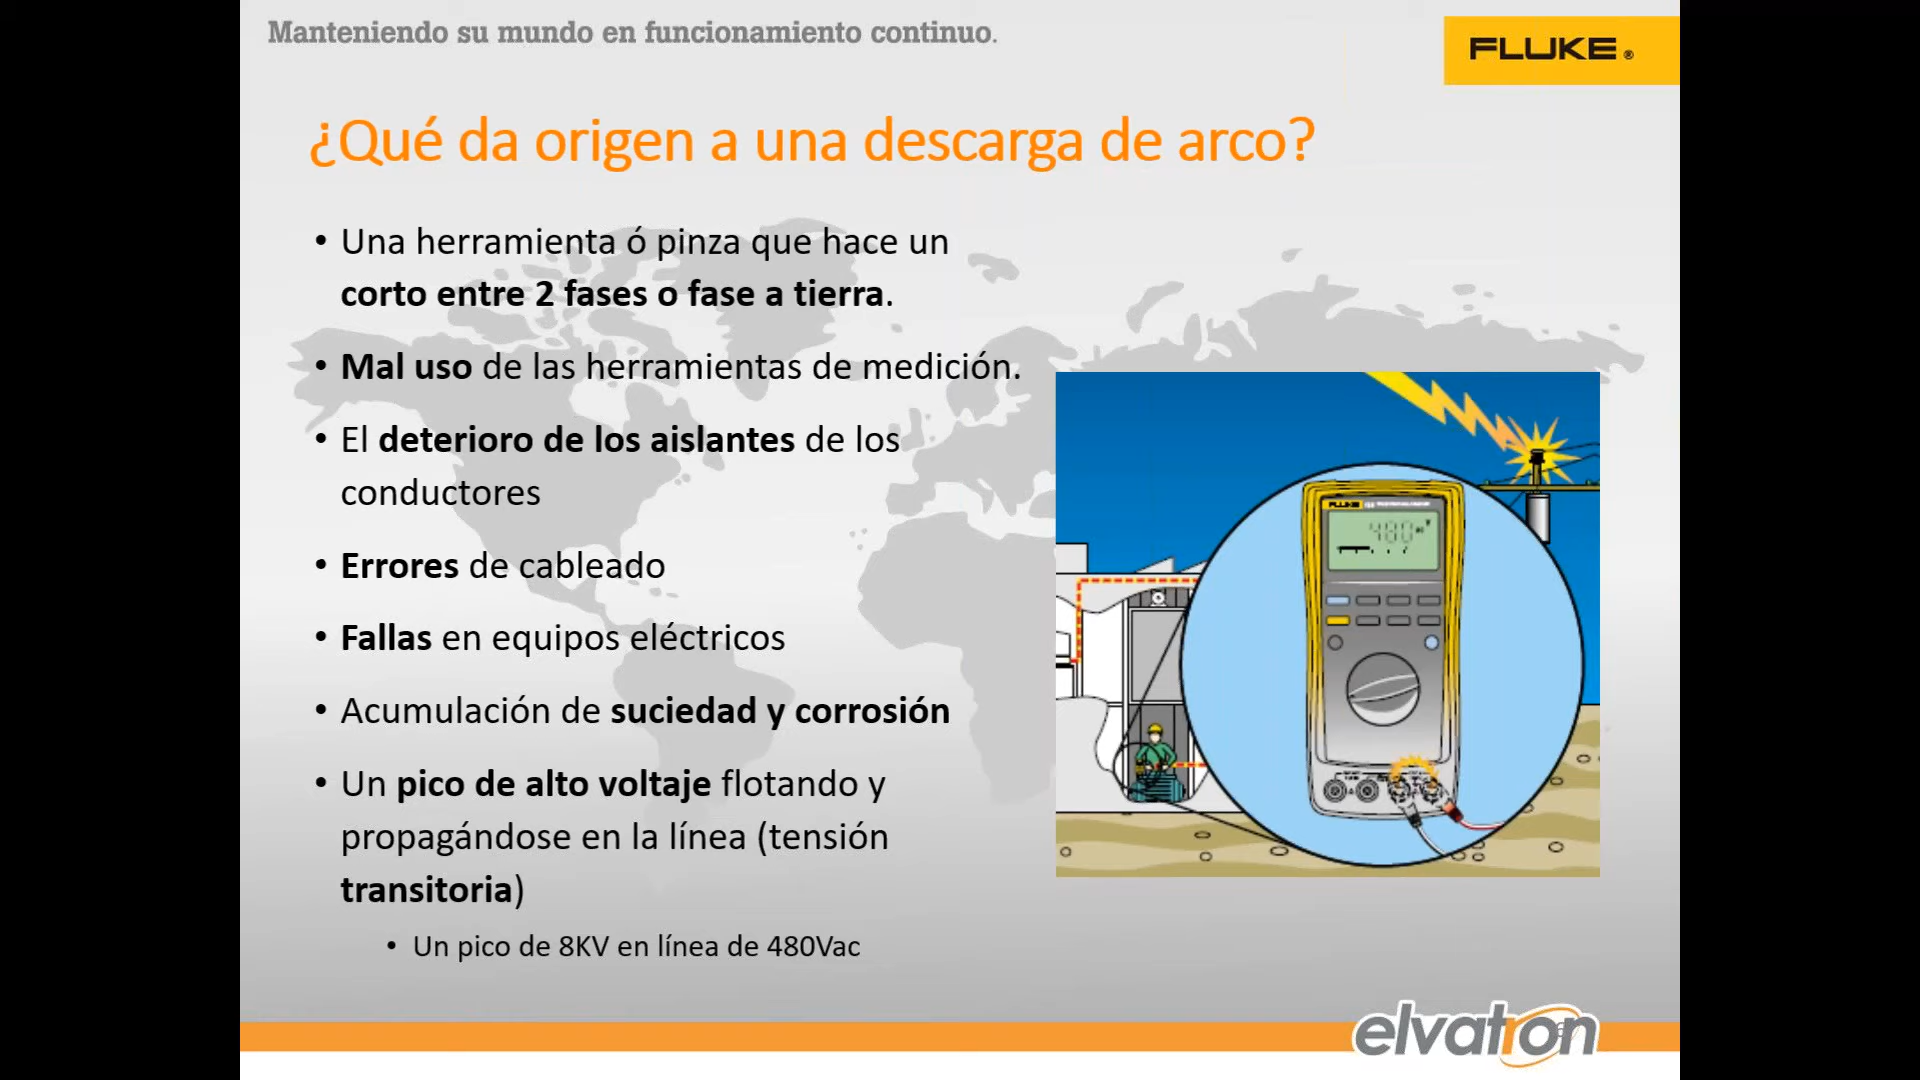 Manteniendo su mundo en funcionamiento continuo.
FLUKE®
¿Qué da origen a una descarga de arco?
• Una herramienta ó pinza que hace un
corto entre 2 fases o fase a tierra.
• Mal uso de las herramientas de medición.
• El deterioro de los aislantes de los
conductores
• Errores de cableado
• Fallas en equipos eléctricos
• Acumulación de suciedad y corrosión
• Un pico de alto voltaje flotando y
propagándose en la línea (tensión
transitoria)
• Un pico de 8KV en línea de 480Vac
FLUKE
480
elvatron